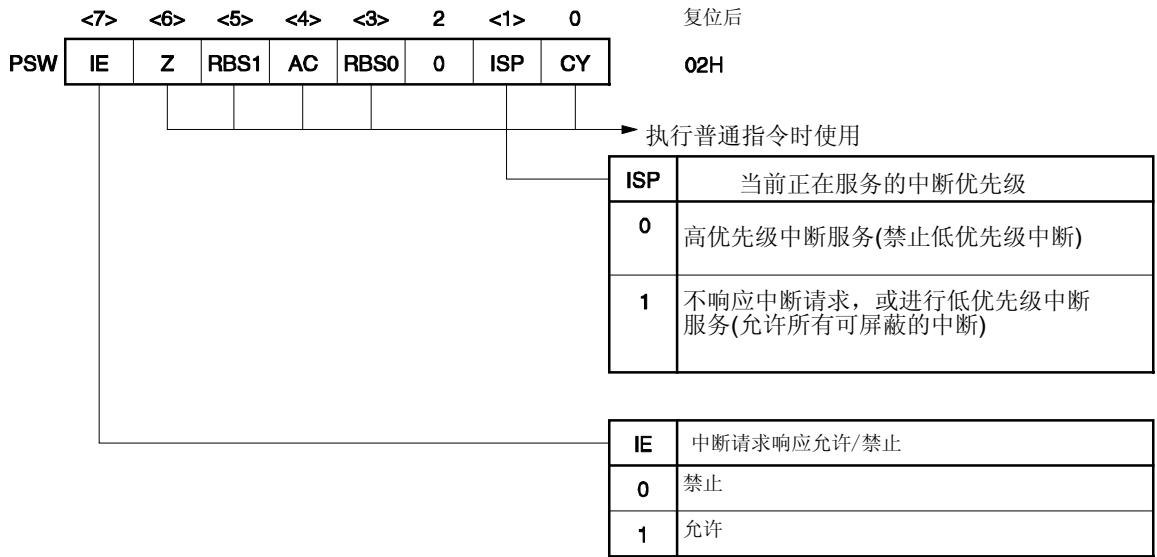 <7> <6> <5> <4> <3> 2 <1> 0 复位后
PSW IE Z RBS1 AC RBS0 0 ISP CY 02H
执行普通指令时使用
ISP 当前正在服务的中断优先级
0 高优先级中断服务(禁止低优先级中断)
1 不响应中断请求，或进行低优先级中断
服务(允许所有可屏蔽的中断)
IE 中断请求响应允许/禁止
0 禁止
1 允许